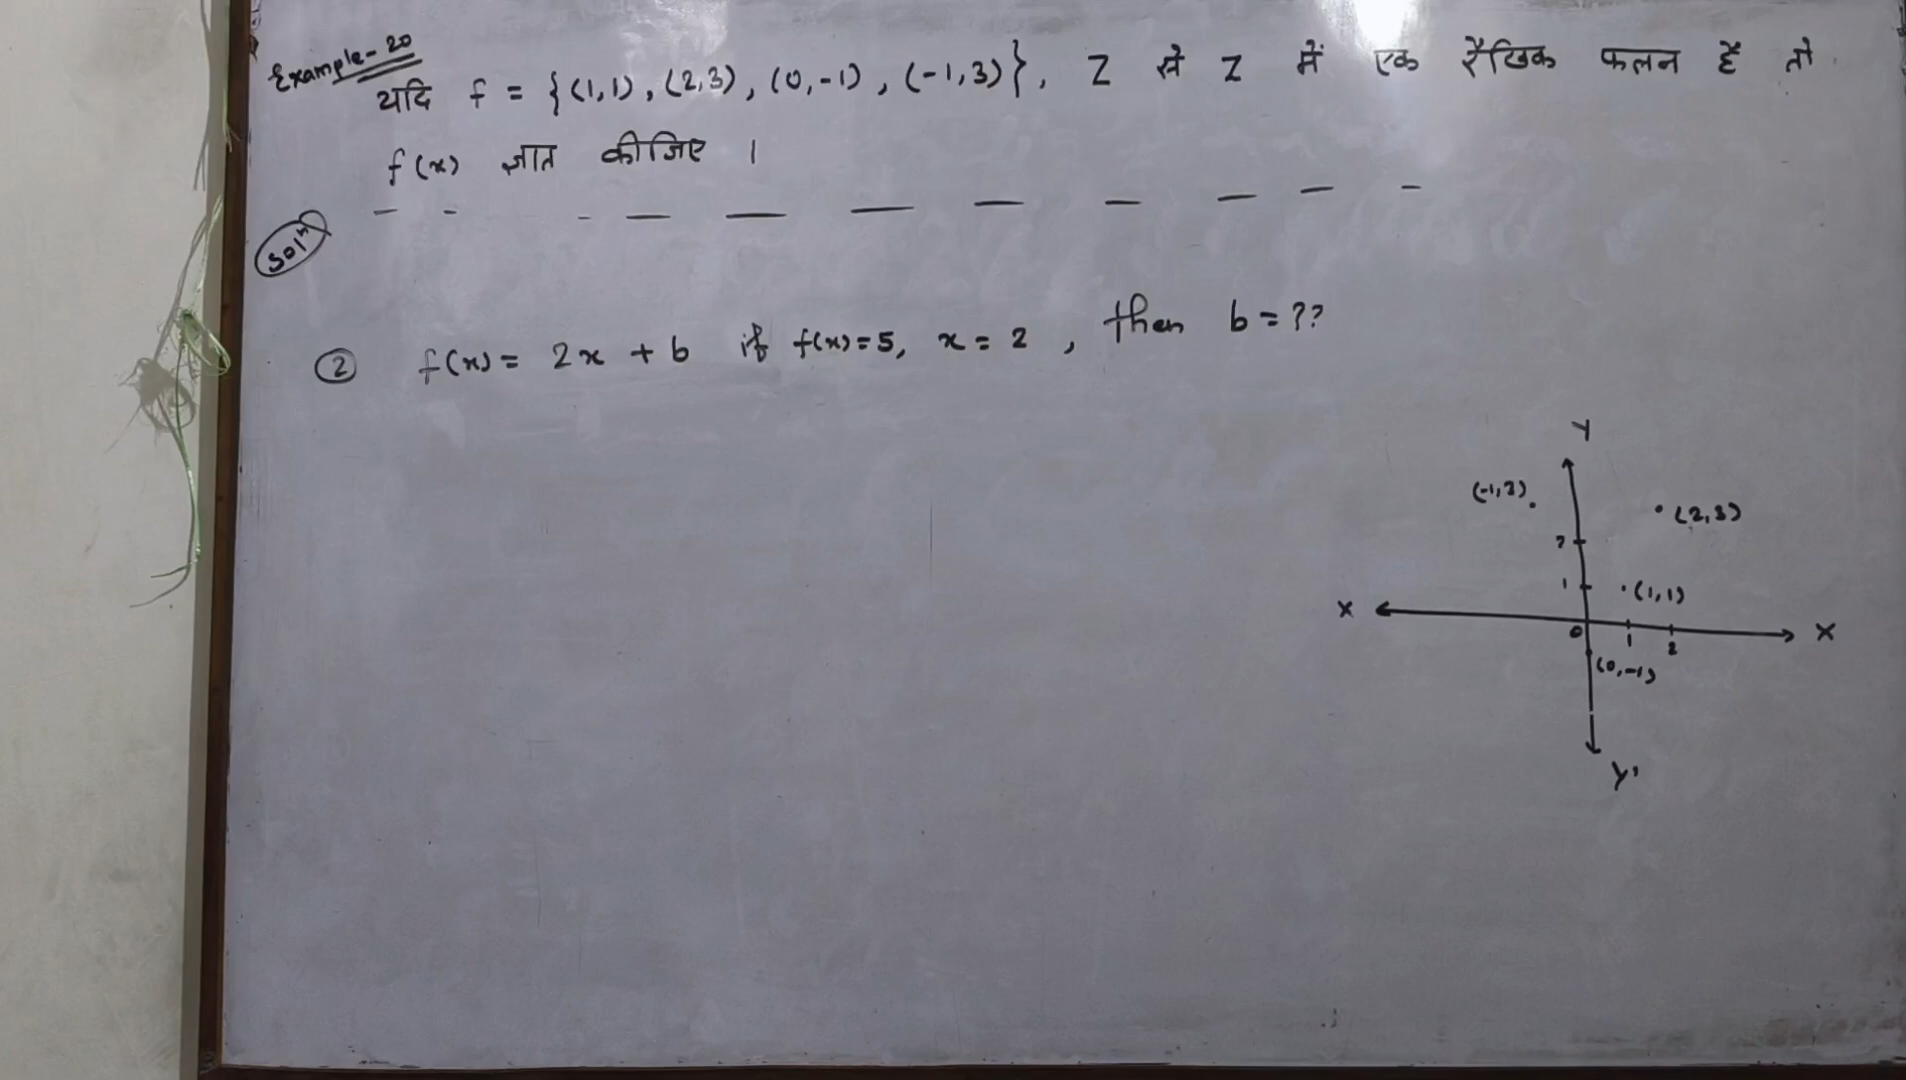 Example-20
यदि f = {(1,1), (2,3), (0,-1), (-1,3)}, Z से Z में एक रैखिक फलन है तो
f(x) ज्ञात कीजिए ।
Solⁿ
② f(x) = 2x + b if f(x)=5, x = 2 , then b = ??
Y
(-1,3)
(2,3)
2
1
(1,1)
X
X
0
1
2
(0,-1)
Y'